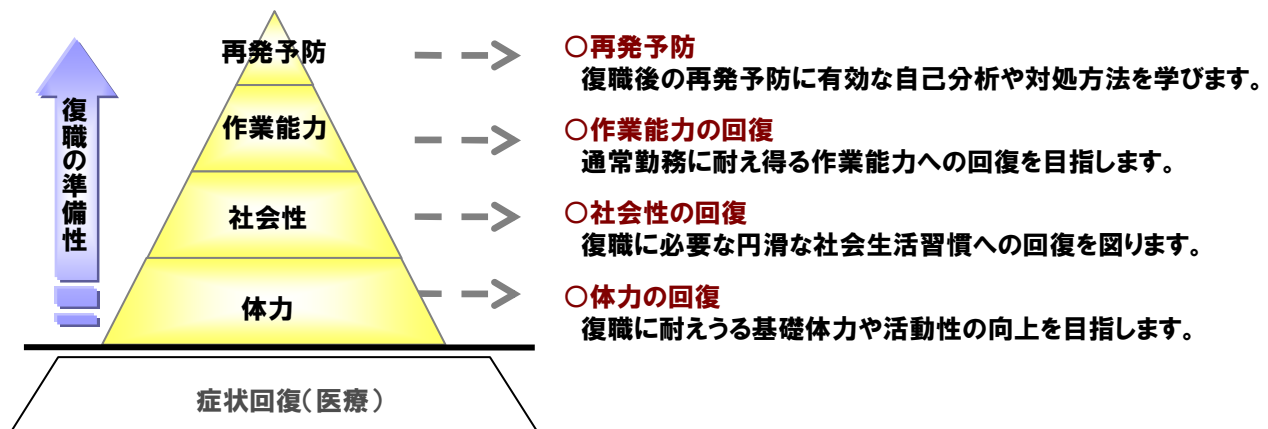 復職の準備性
再発予防
作業能力
社会性
体力
症状回復(医療)
○再発予防
復職後の再発予防に有効な自己分析や対処方法を学びます。
○作業能力の回復
通常勤務に耐え得る作業能力への回復を目指します。
○社会性の回復
復職に必要な円滑な社会生活習慣への回復を図ります。
○体力の回復
復職に耐えうる基礎体力や活動性の向上を目指します。